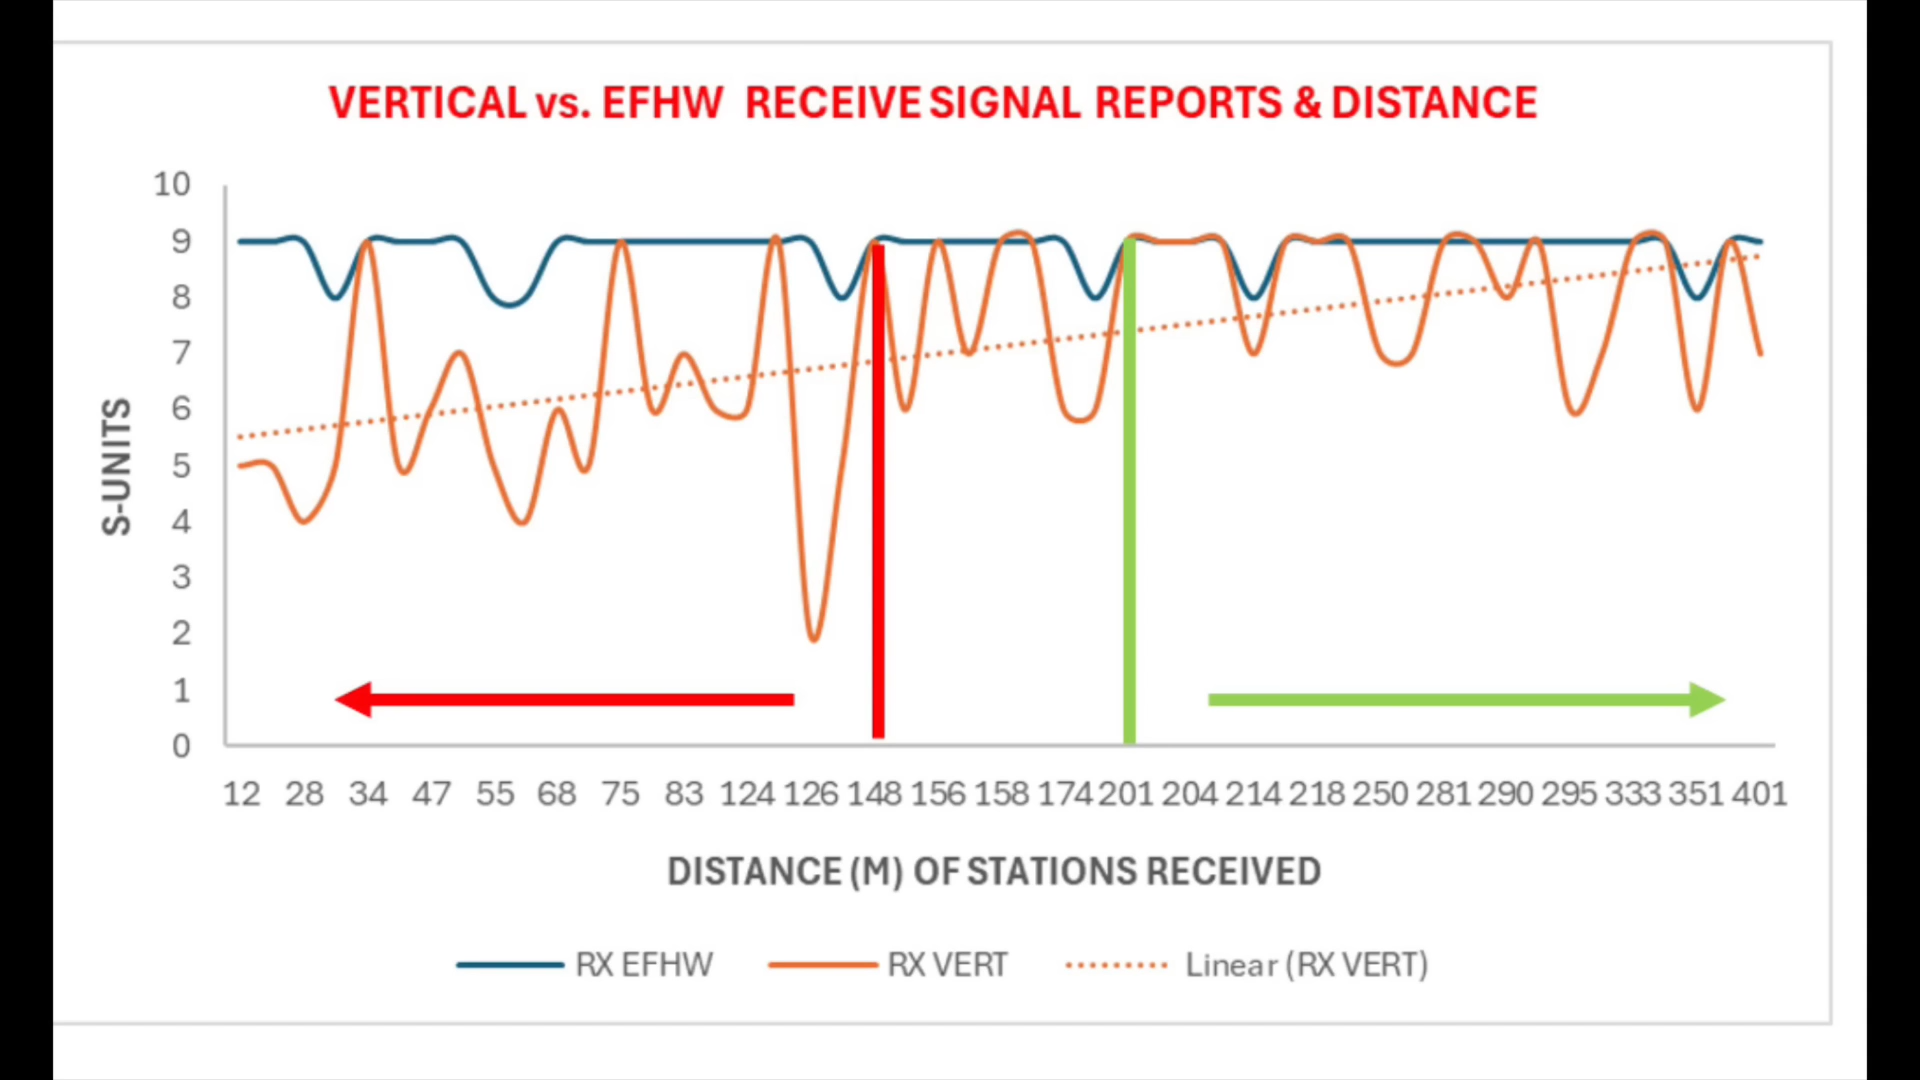 VERTICAL vs. EFHW RECEIVE SIGNAL REPORTS & DISTANCE
10
9
8
7
6
5
4
3
2
1
0
S-UNITS
12 28 34 47 55 68 75 83 124 126 148 156 158 174 201 204 214 218 250 281 290 295 333 351 401
DISTANCE (M) OF STATIONS RECEIVED
RX EFHW RX VERT Linear (RX VERT)